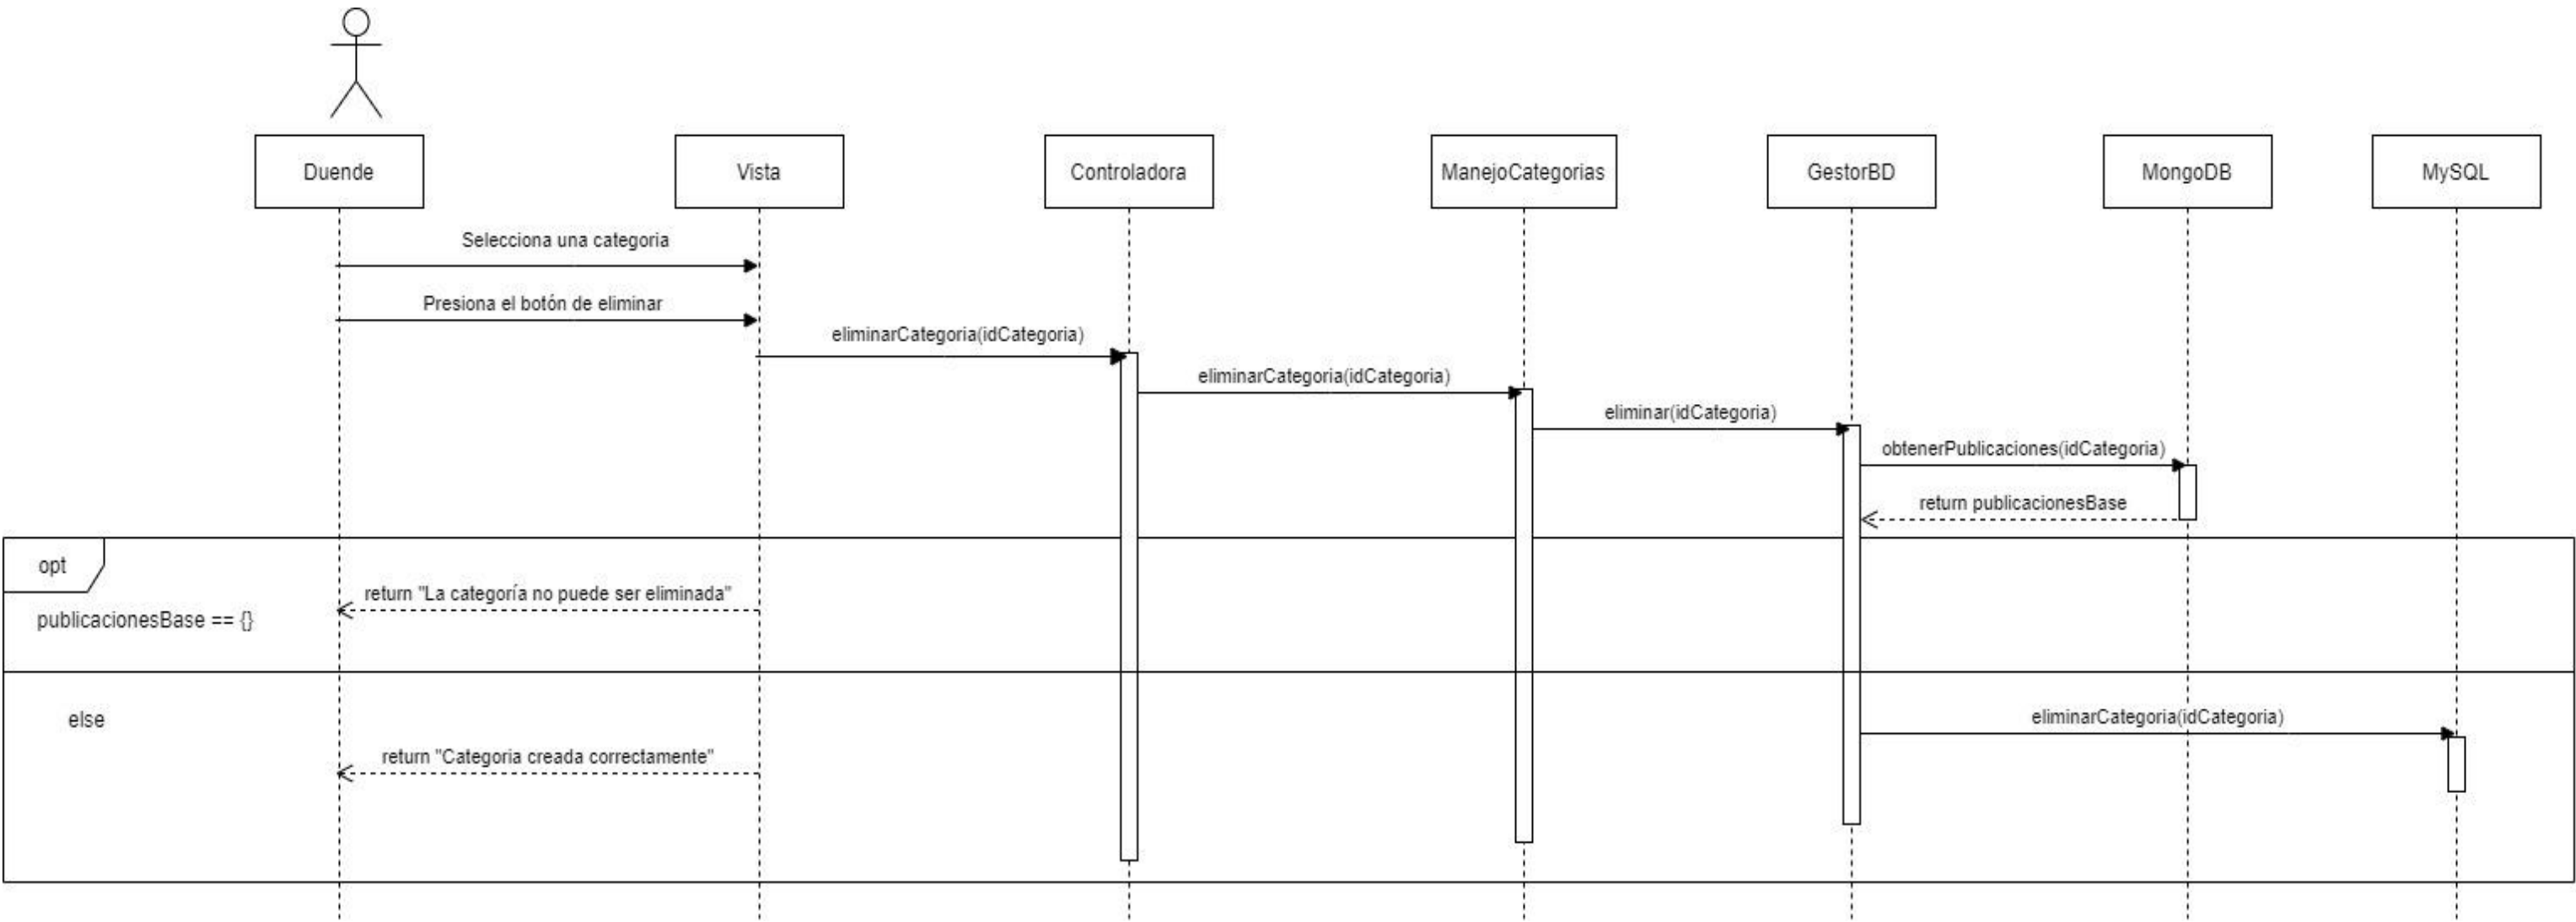 Duende
Vista
Controladora
ManejoCategorias
GestorBD
MongoDB
MySQL
Selecciona una categoria
Presiona el botón de eliminar
eliminarCategoria(idCategoria)
eliminarCategoria(idCategoria)
eliminar(idCategoria)
obtenerPublicaciones(idCategoria)
return publicacionesBase
opt
return "La categoría no puede ser eliminada"
publicacionesBase == {}
else
eliminarCategoria(idCategoria)
return "Categoria creada correctamente"